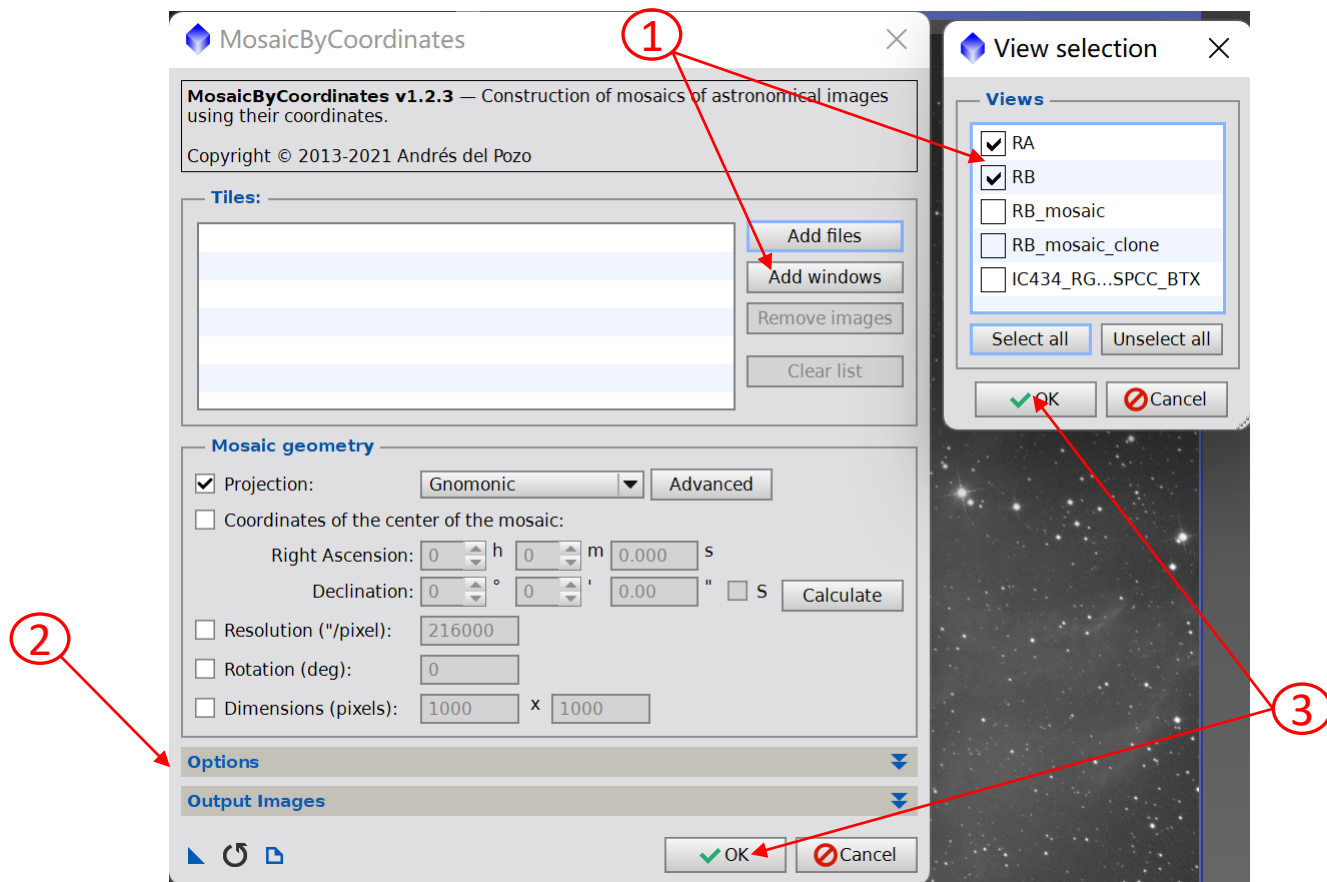 MosaicByCoordinates
1
View selection
MosaicByCoordinates v1.2.3 — Construction of mosaics of astronomical images
using their coordinates.
Copyright © 2013-2021 Andrés del Pozo
Views
RA
RB
RB_mosaic
RB_mosaic_clone
IC434_RG...SPCC_BTX
Select all Unselect all
OK Cancel
Tiles:
Add files
Add windows
Remove images
Clear list
Mosaic geometry
Projection: Gnomonic Advanced
Coordinates of the center of the mosaic:
Right Ascension: 0 h 0 m 0.000 s
Declination: 0 ° 0 ' 0.00 " S Calculate
Resolution ("/pixel): 216000
2
Rotation (deg): 0
Dimensions (pixels): 1000 x 1000
3
Options
Output Images
OK Cancel